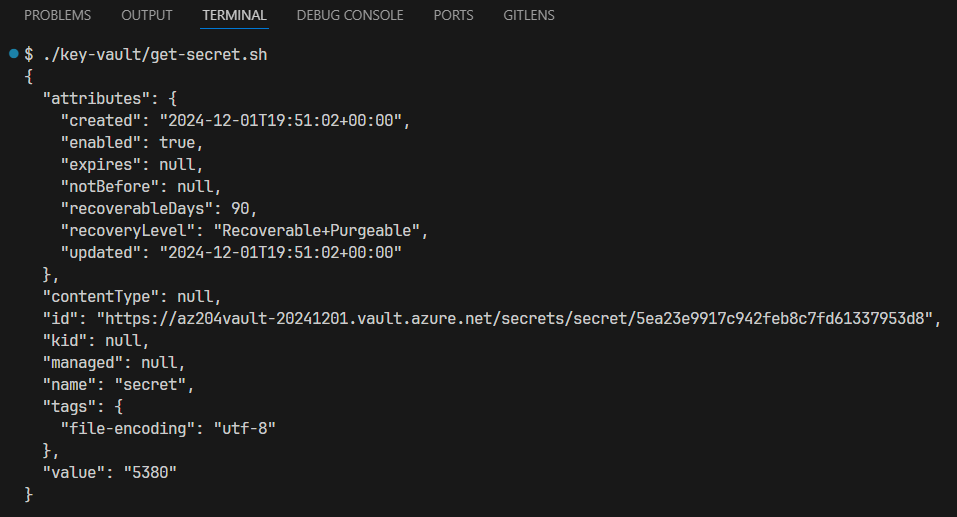 PROBLEMS OUTPUT TERMINAL DEBUG CONSOLE PORTS GITLENS
$ ./key-vault/get-secret.sh
{
  "attributes": {
    "created": "2024-12-01T19:51:02+00:00",
    "enabled": true,
    "expires": null,
    "notBefore": null,
    "recoverableDays": 90,
    "recoveryLevel": "Recoverable+Purgeable",
    "updated": "2024-12-01T19:51:02+00:00"
  },
  "contentType": null,
  "id": "https://az204vault-20241201.vault.azure.net/secrets/secret/5ea23e9917c942feb8c7fd61337953d8",
  "kid": null,
  "managed": null,
  "name": "secret",
  "tags": {
    "file-encoding": "utf-8"
  },
  "value": "5380"
}